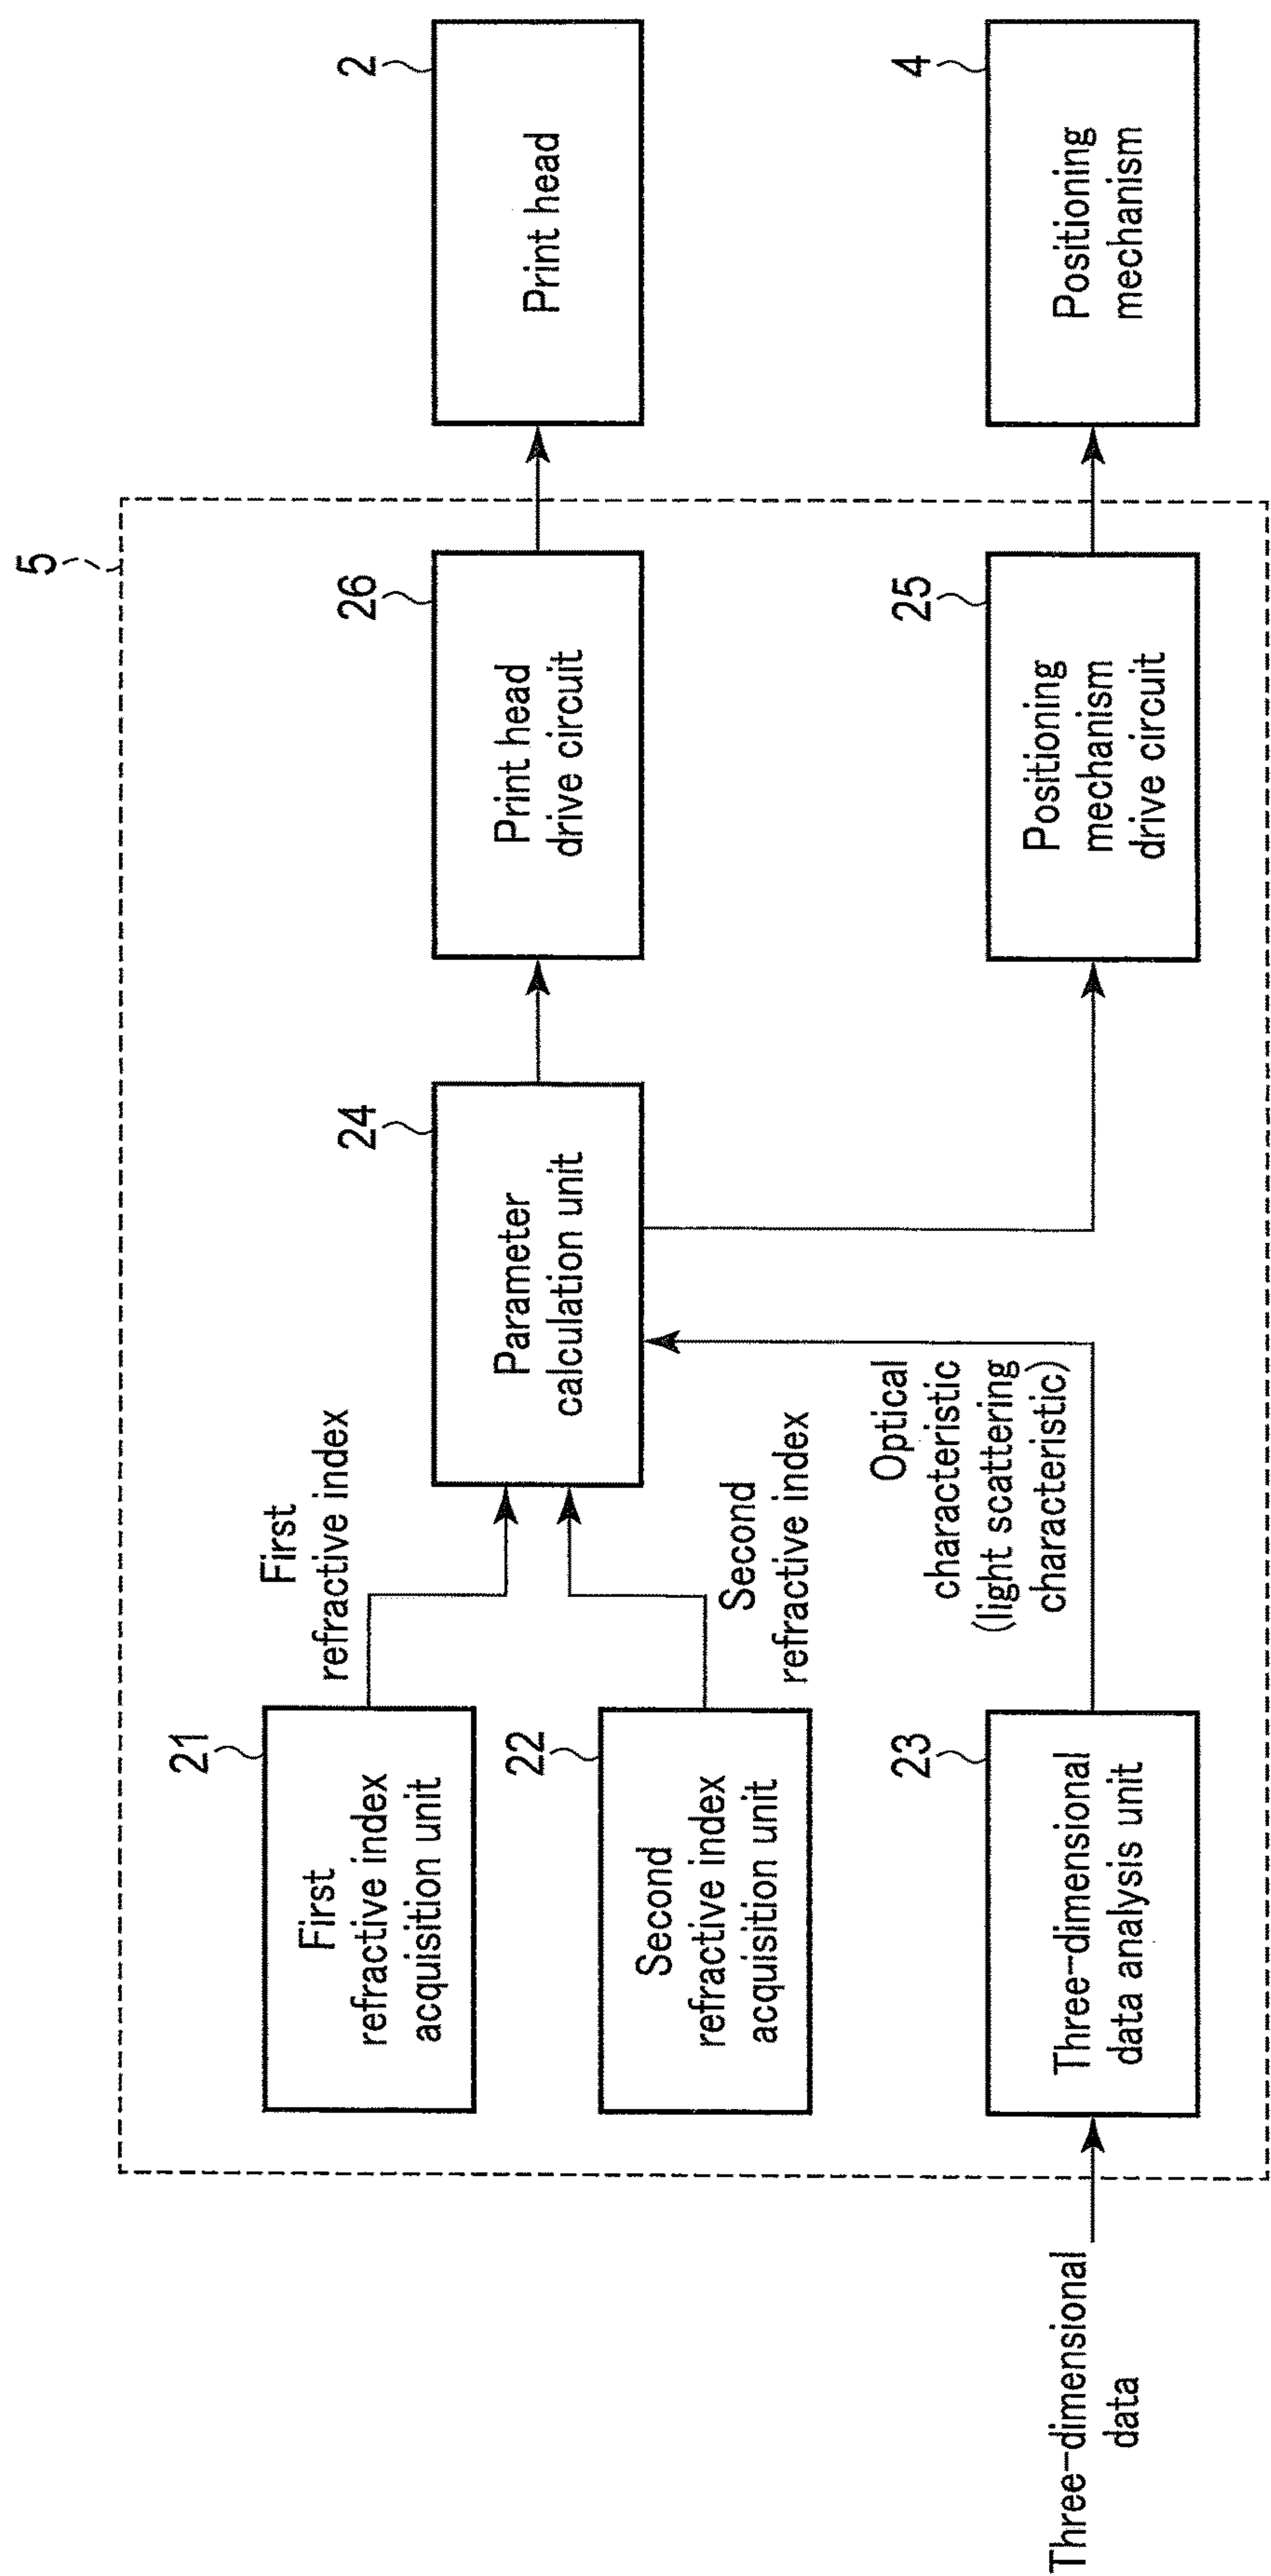 5
21
First
refractive index
acquisition unit
First
refractive index
24
Parameter
calculation unit
26
Print head
drive circuit
2
Print head
22
Second
refractive index
acquisition unit
Second
refractive index
Three-dimensional
data
23
Three-dimensional
data analysis unit
Optical
characteristic
(light scattering
characteristic)
25
Positioning
mechanism
drive circuit
4
Positioning
mechanism